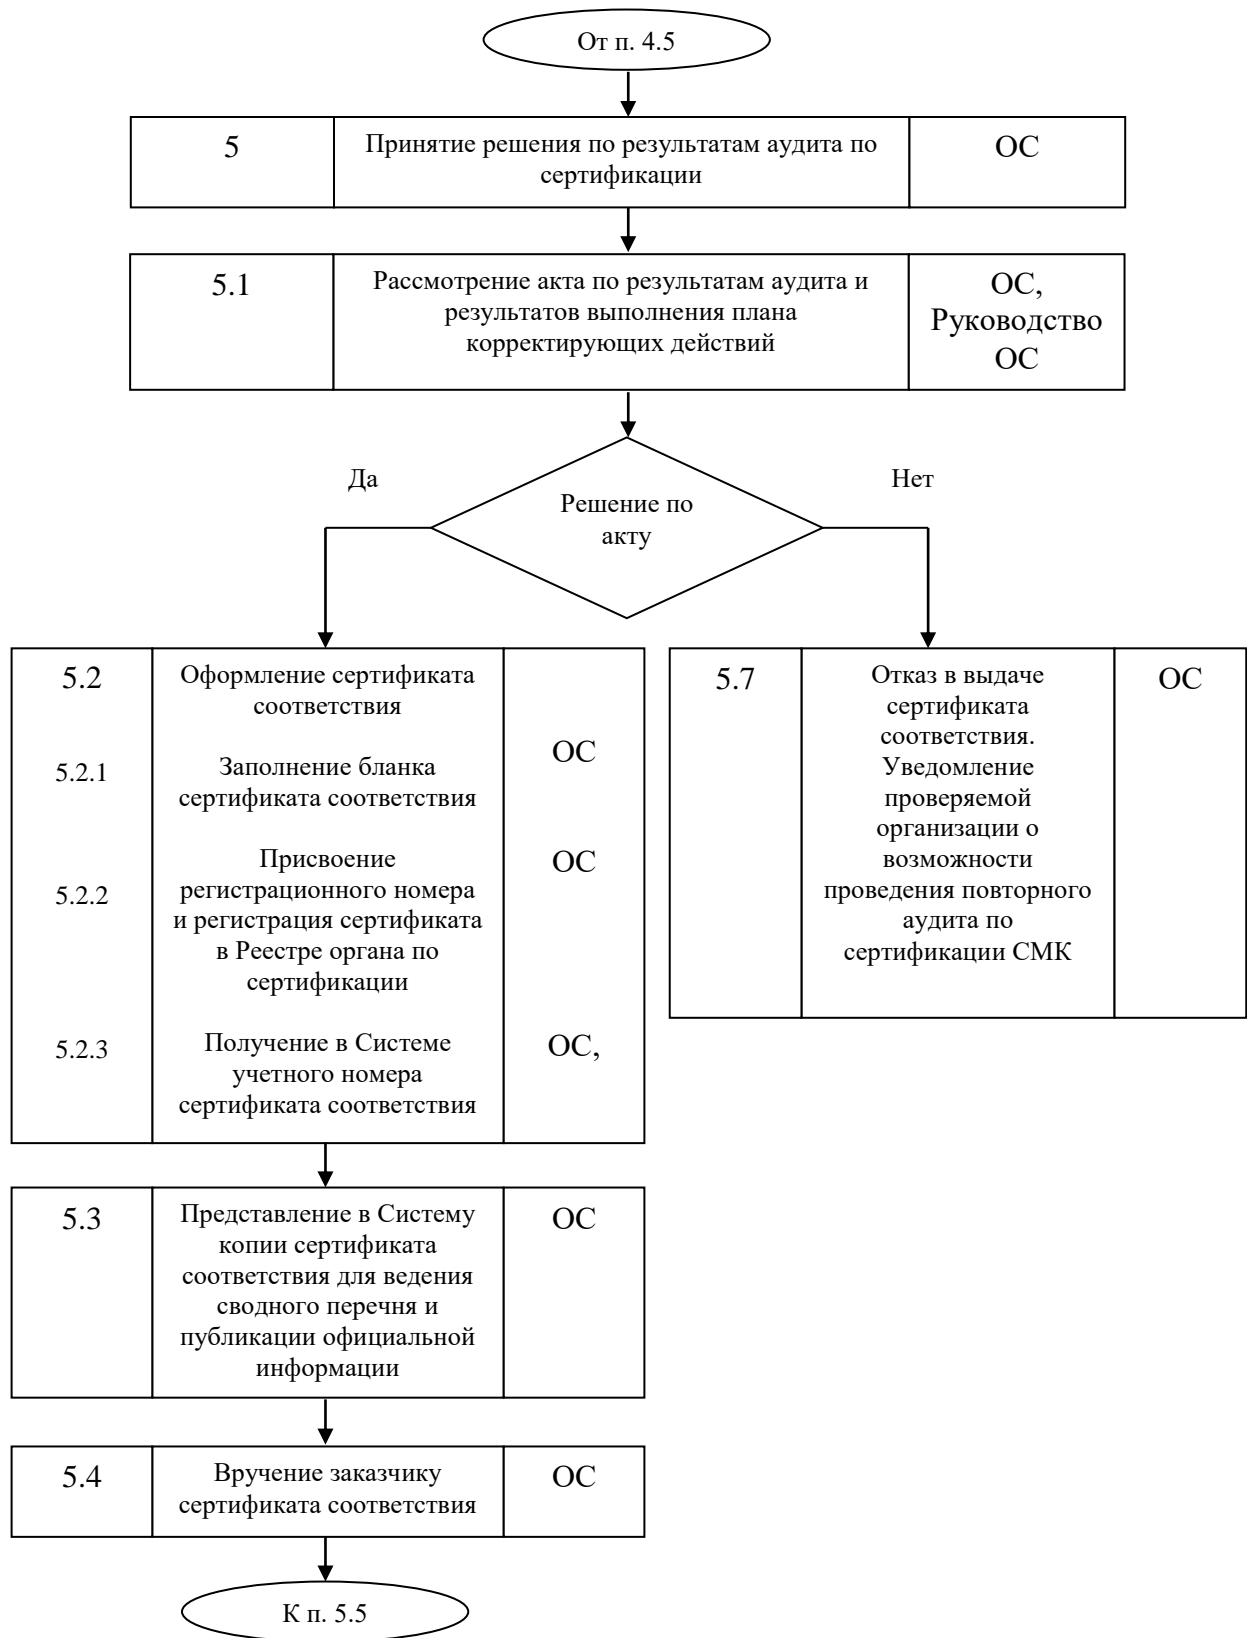 От п. 4.5
5
Принятие решения по результатам аудита по
сертификации
ОС
5.1
Рассмотрение акта по результатам аудита и
результатов выполнения плана
корректирующих действий
ОС,
Руководство
ОС
Да
Нет
Решение по
акту
5.2
Оформление сертификата
соответствия
5.2.1
Заполнение бланка
сертификата соответствия
ОС
5.2.2
Присвоение
регистрационного номера
и регистрация сертификата
в Реестре органа по
сертификации
ОС
5.2.3
Получение в Системе
учетного номера
сертификата соответствия
ОС,
5.7
Отказ в выдаче
сертификата
соответствия.
Уведомление
проверяемой
организации о
возможности
проведения повторного
аудита по
сертификации СМК
ОС
5.3
Представление в Систему
копии сертификата
соответствия для ведения
сводного перечня и
публикации официальной
информации
ОС
5.4
Вручение заказчику
сертификата соответствия
ОС
К п. 5.5